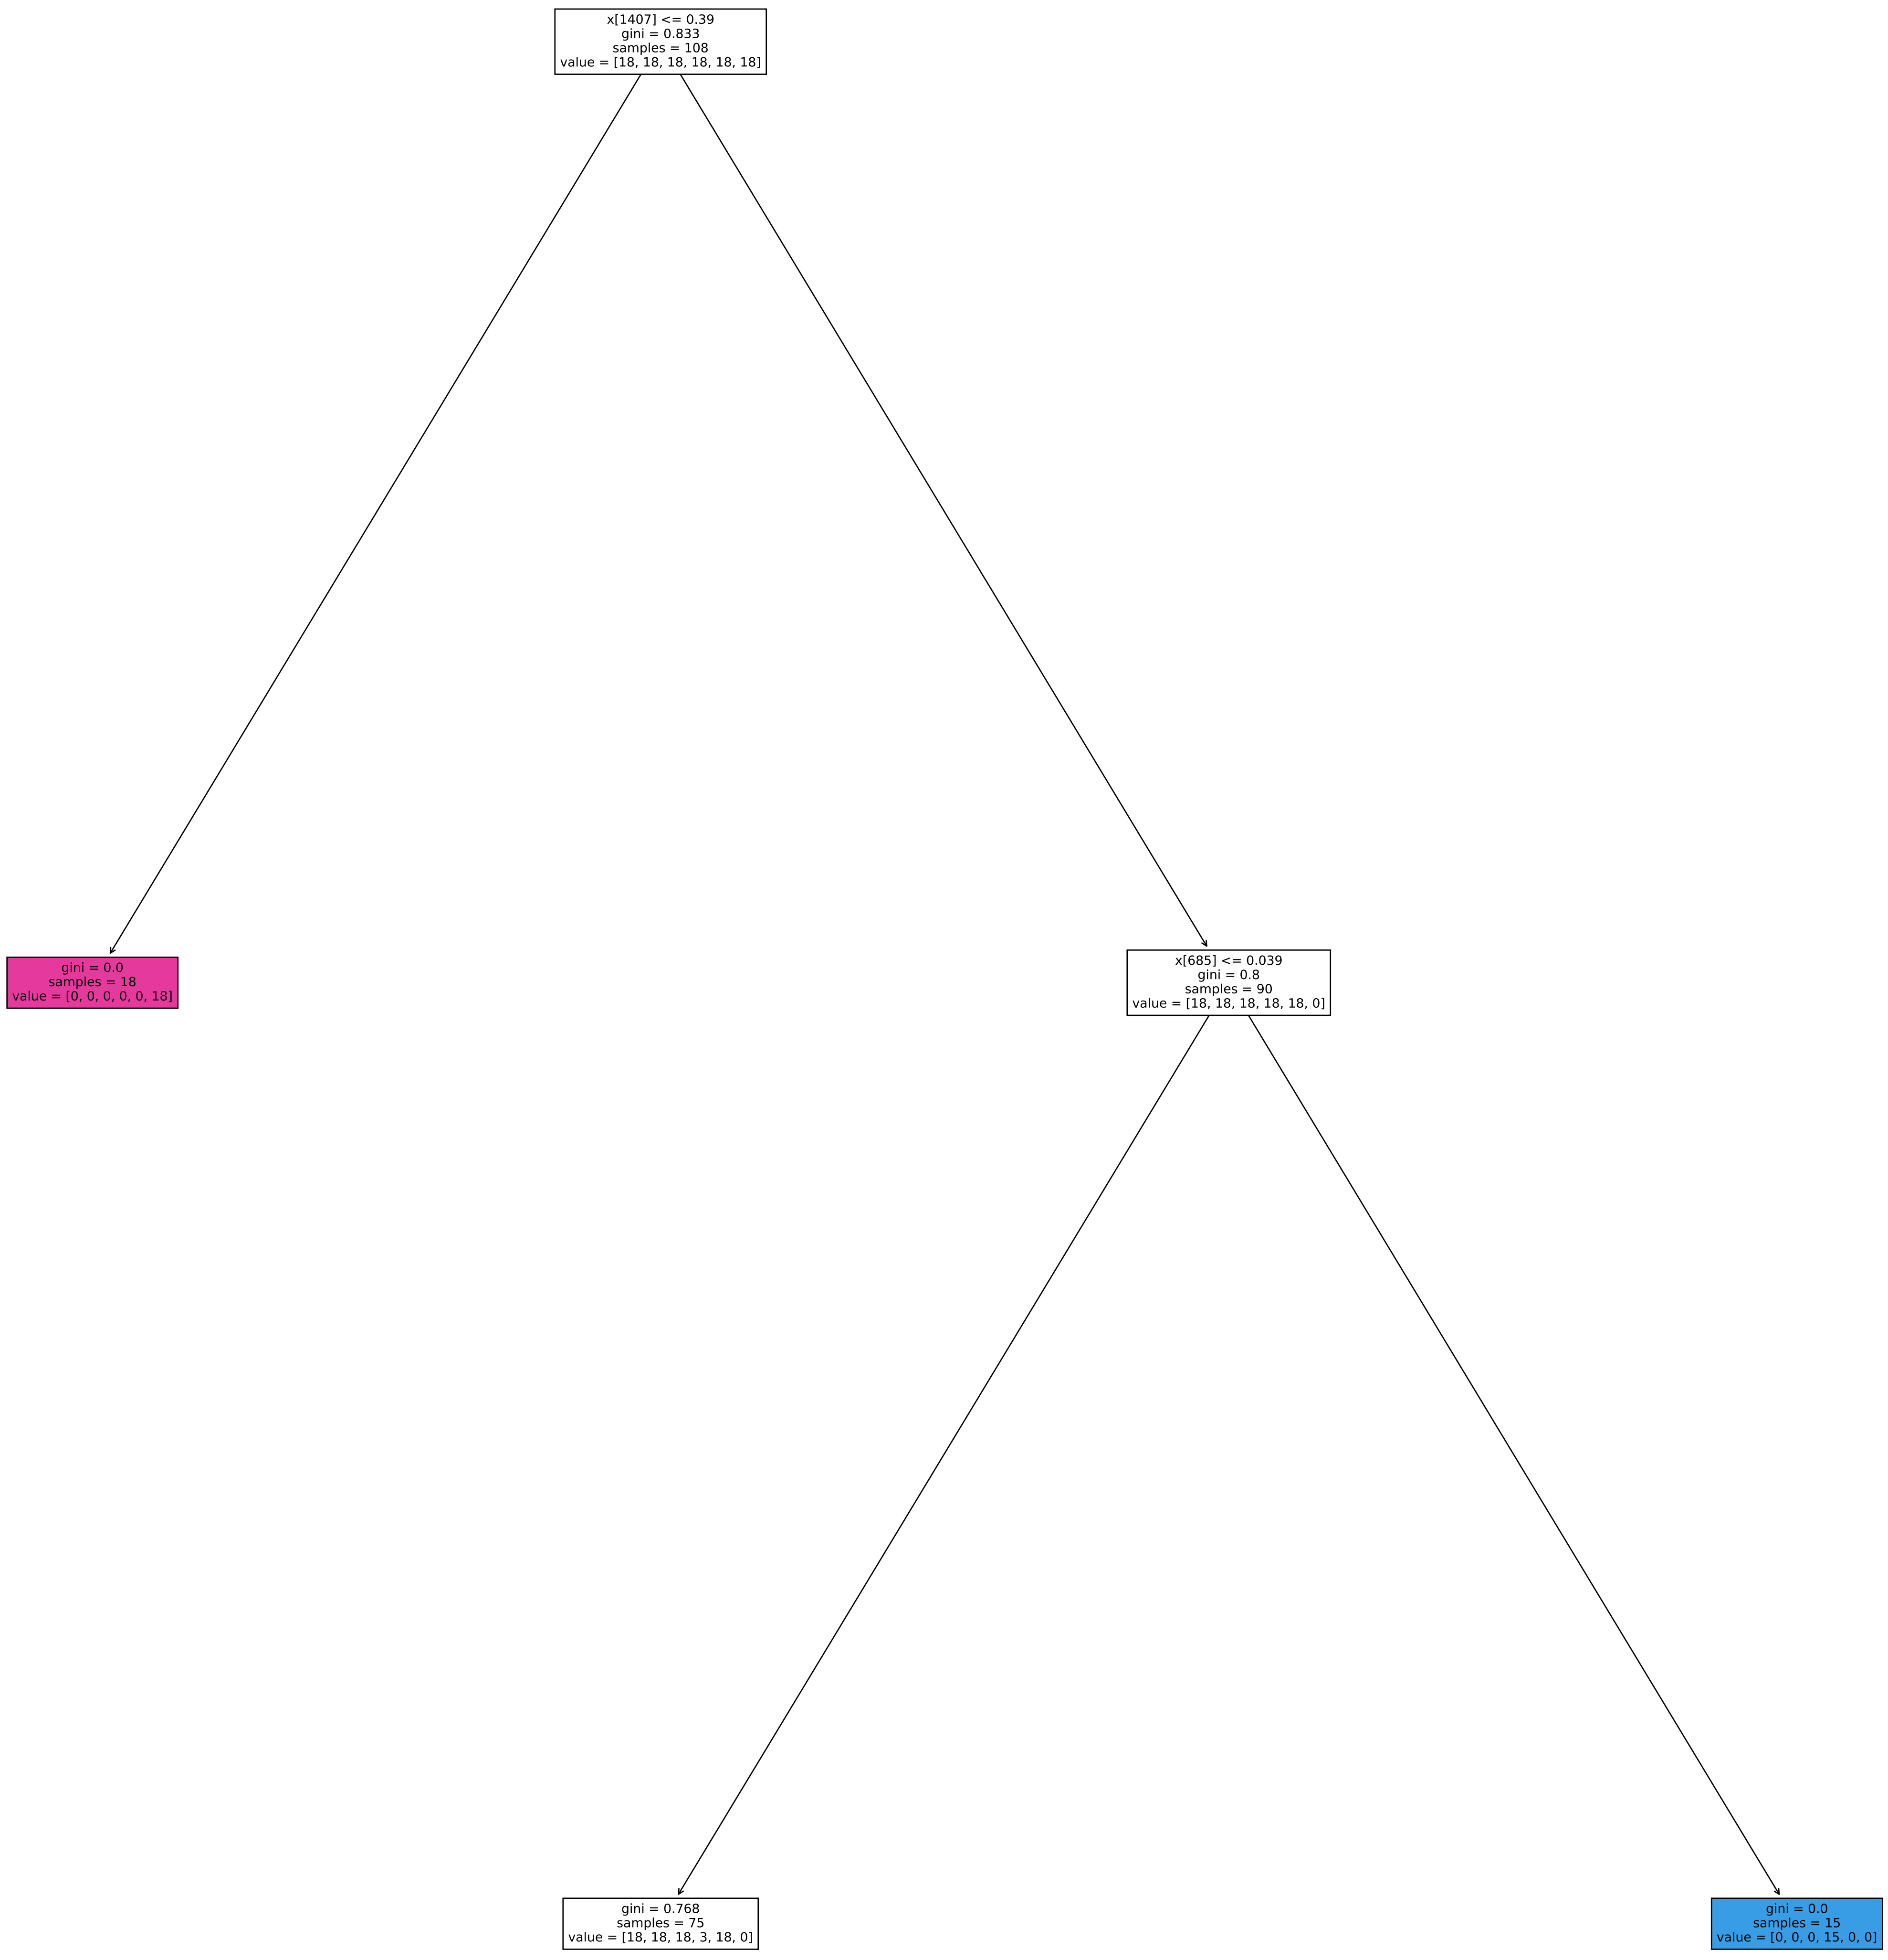 x[1407] <= 0.39
gini = 0.833
samples = 108
value = [18, 18, 18, 18, 18, 18]
gini = 0.0
samples = 18
value = [0, 0, 0, 0, 0, 18]
x[685] <= 0.039
gini = 0.8
samples = 90
value = [18, 18, 18, 18, 18, 0]
gini = 0.768
samples = 75
value = [18, 18, 18, 3, 18, 0]
gini = 0.0
samples = 15
value = [0, 0, 0, 15, 0, 0]